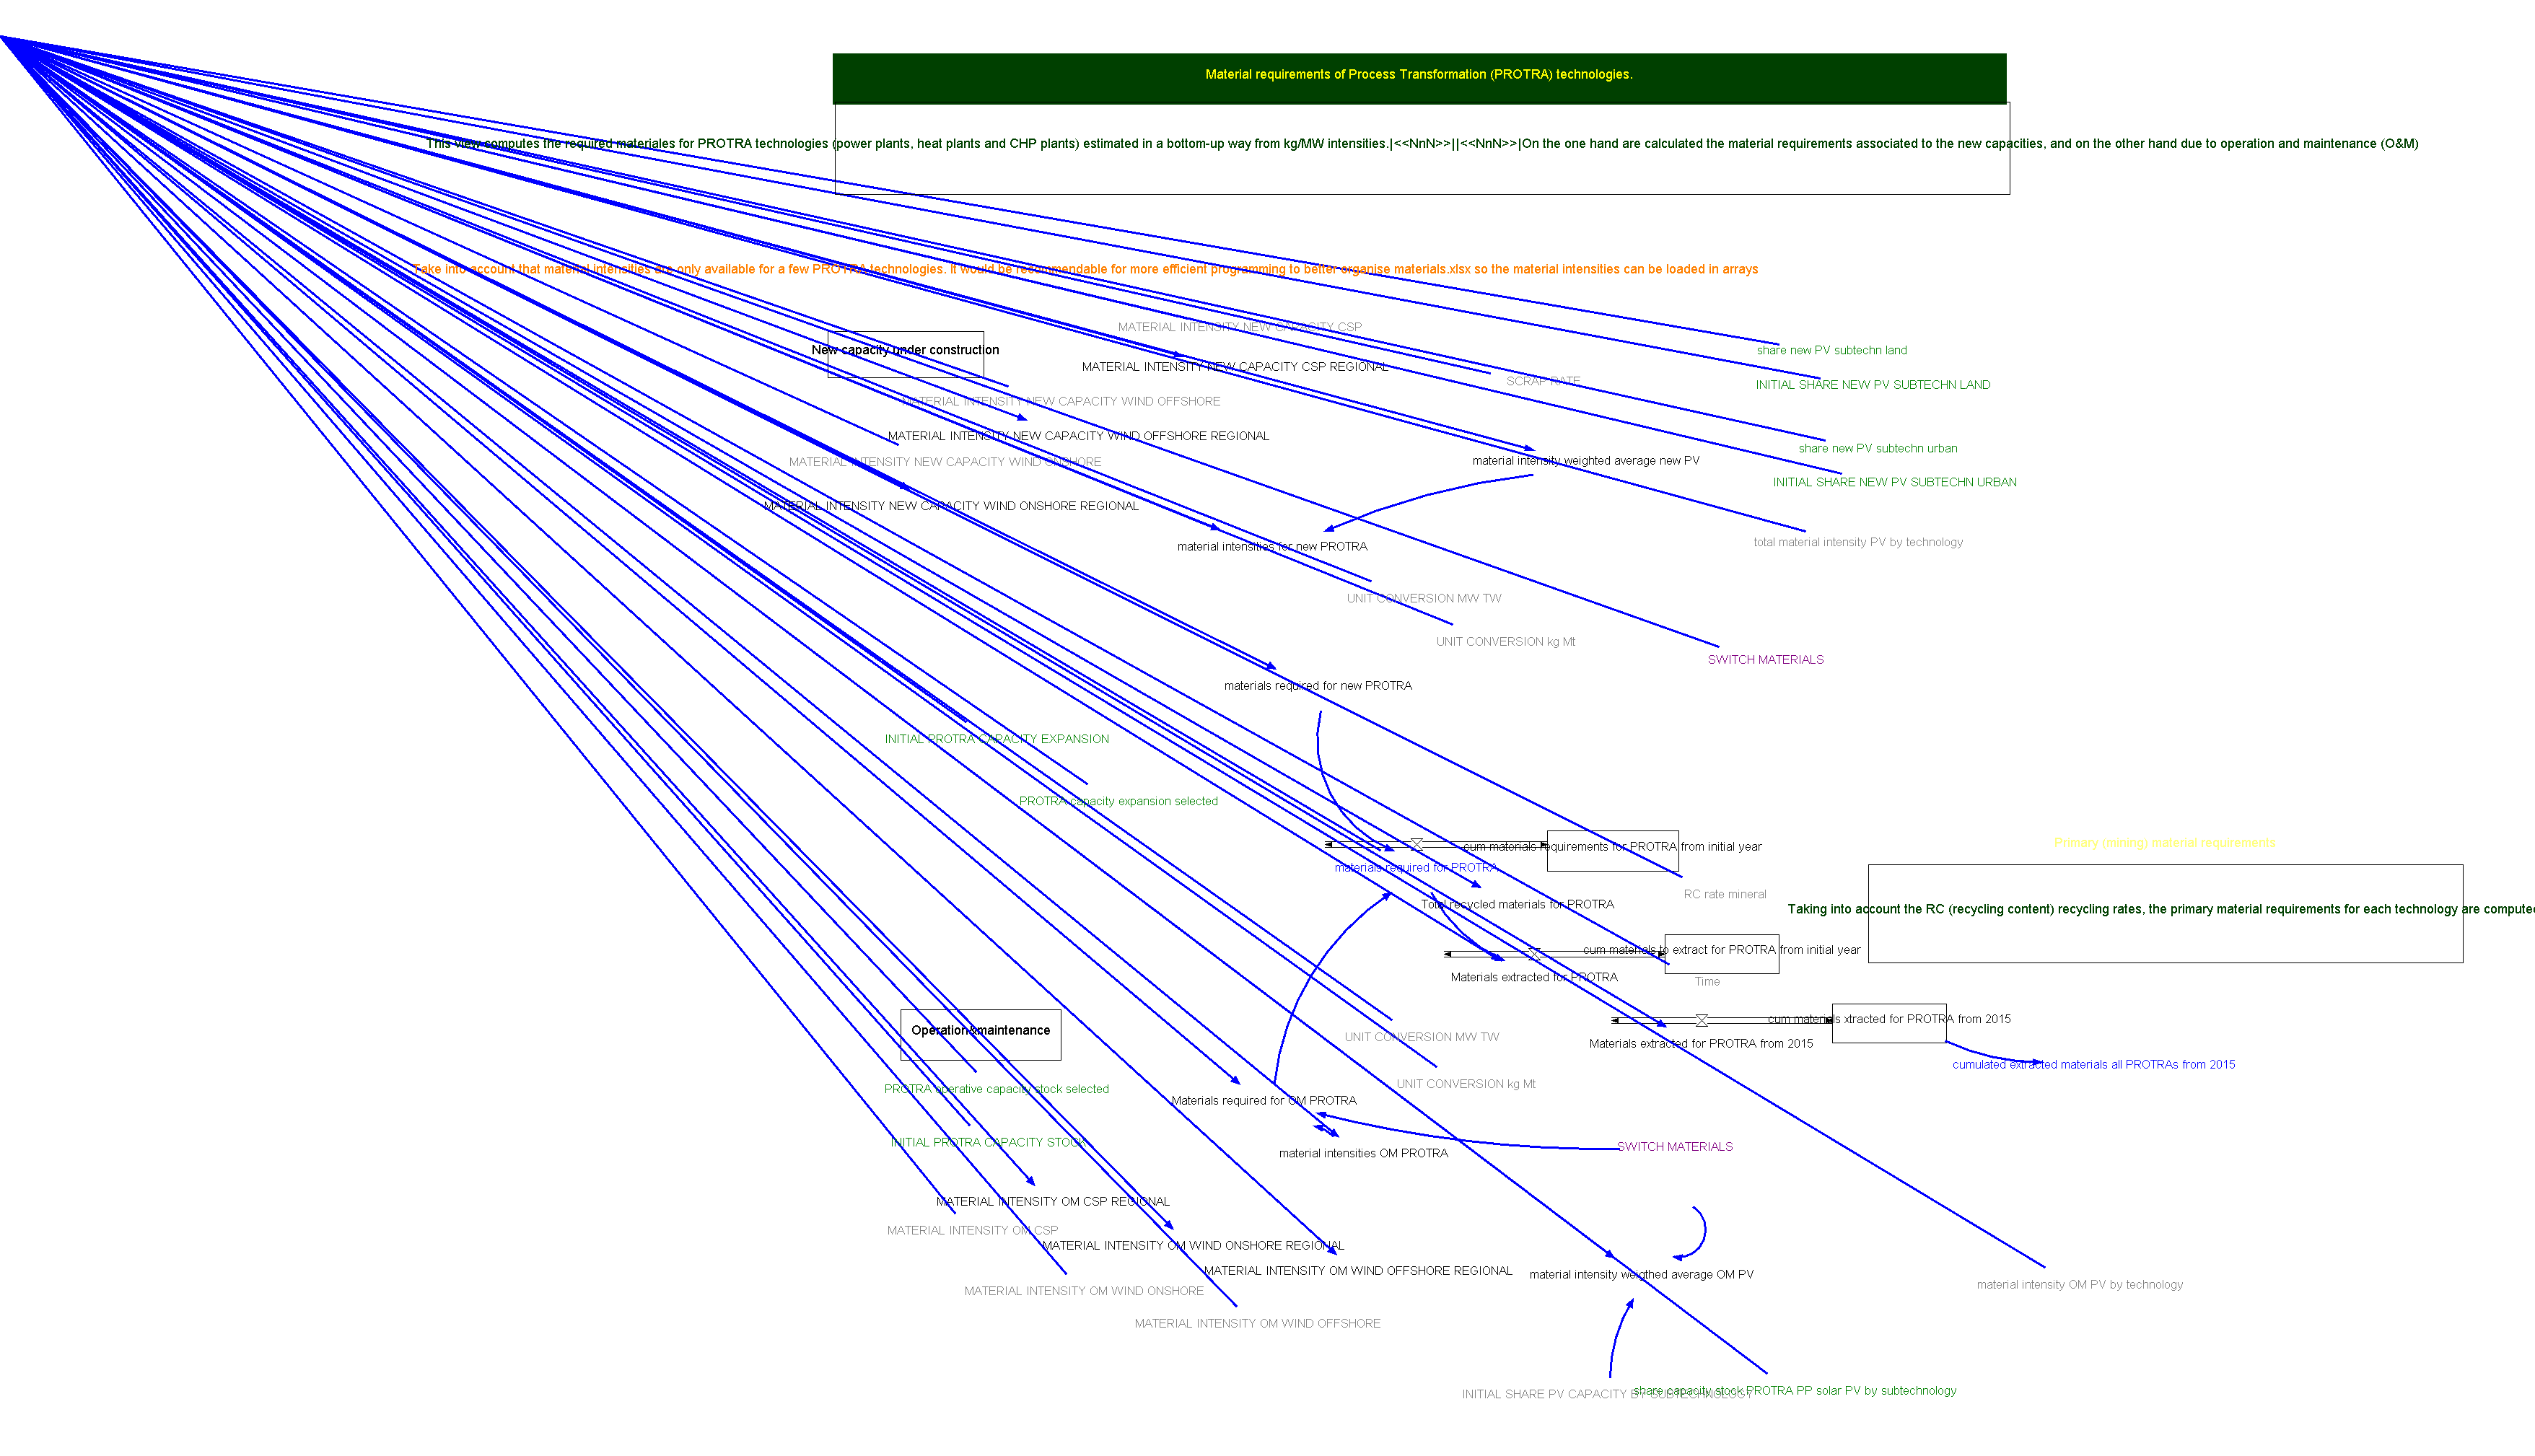 Material requirements of Process Transformation (PROTRA) technologies.
This view computes the required materiales for PROTRA technologies (power plants, heat plants and CHP plants) estimated in a bottom-up way from kg/MW intensities.|<<NnN>>||<<NnN>>|On the one hand are calculated the material requirements associated to the new capacities, and on the other hand due to operation and maintenance (O&M)
Take into account that material intensities are only available for a few PROTRA technologies. It would be recommendable for more efficient programming to better organise materials.xlsx so the material intensities can be loaded in arrays
MATERIAL INTENSITY NEW CAPACITY CSP
New capacity under construction
share new PV subtechn land
MATERIAL INTENSITY NEW CAPACITY CSP REGIONAL
SCRAP RATE
INITIAL SHARE NEW PV SUBTECHN LAND
MATERIAL INTENSITY NEW CAPACITY WIND OFFSHORE
MATERIAL INTENSITY NEW CAPACITY WIND OFFSHORE REGIONAL
share new PV subtechn urban
MATERIAL INTENSITY NEW CAPACITY WIND ONSHORE
material intensity weighted average new PV
INITIAL SHARE NEW PV SUBTECHN URBAN
MATERIAL INTENSITY NEW CAPACITY WIND ONSHORE REGIONAL
material intensities for new PROTRA
total material intensity PV by technology
UNIT CONVERSION MW TW
UNIT CONVERSION kg Mt
SWITCH MATERIALS
materials required for new PROTRA
INITIAL PROTRA CAPACITY EXPANSION
PROTRA capacity expansion selected
Primary (mining) material requirements
cum materials requirements for PROTRA from initial year
materials required for PROTRA
RC rate mineral
Total recycled materials for PROTRA
Taking into account the RC (recycling content) recycling rates, the primary material requirements for each technology are compute
cum materials to extract for PROTRA from initial year
Materials extracted for PROTRA
Time
cum materials xtracted for PROTRA from 2015
Operation&maintenance
UNIT CONVERSION MW TW
Materials extracted for PROTRA from 2015
cumulated extracted materials all PROTRAs from 2015
UNIT CONVERSION kg Mt
PROTRA operative capacity stock selected
Materials required for OM PROTRA
INITIAL PROTRA CAPACITY STOCK
SWITCH MATERIALS
material intensities OM PROTRA
MATERIAL INTENSITY OM CSP REGIONAL
MATERIAL INTENSITY OM CSP
MATERIAL INTENSITY OM WIND ONSHORE REGIONAL
MATERIAL INTENSITY OM WIND OFFSHORE REGIONAL
material intensity weigthed average OM PV
material intensity OM PV by technology
MATERIAL INTENSITY OM WIND ONSHORE
MATERIAL INTENSITY OM WIND OFFSHORE
INITIAL SHARE PV CAPACITY BY SUBTECHNOLOGY
share capacity stock PROTRA PP solar PV by subtechnology